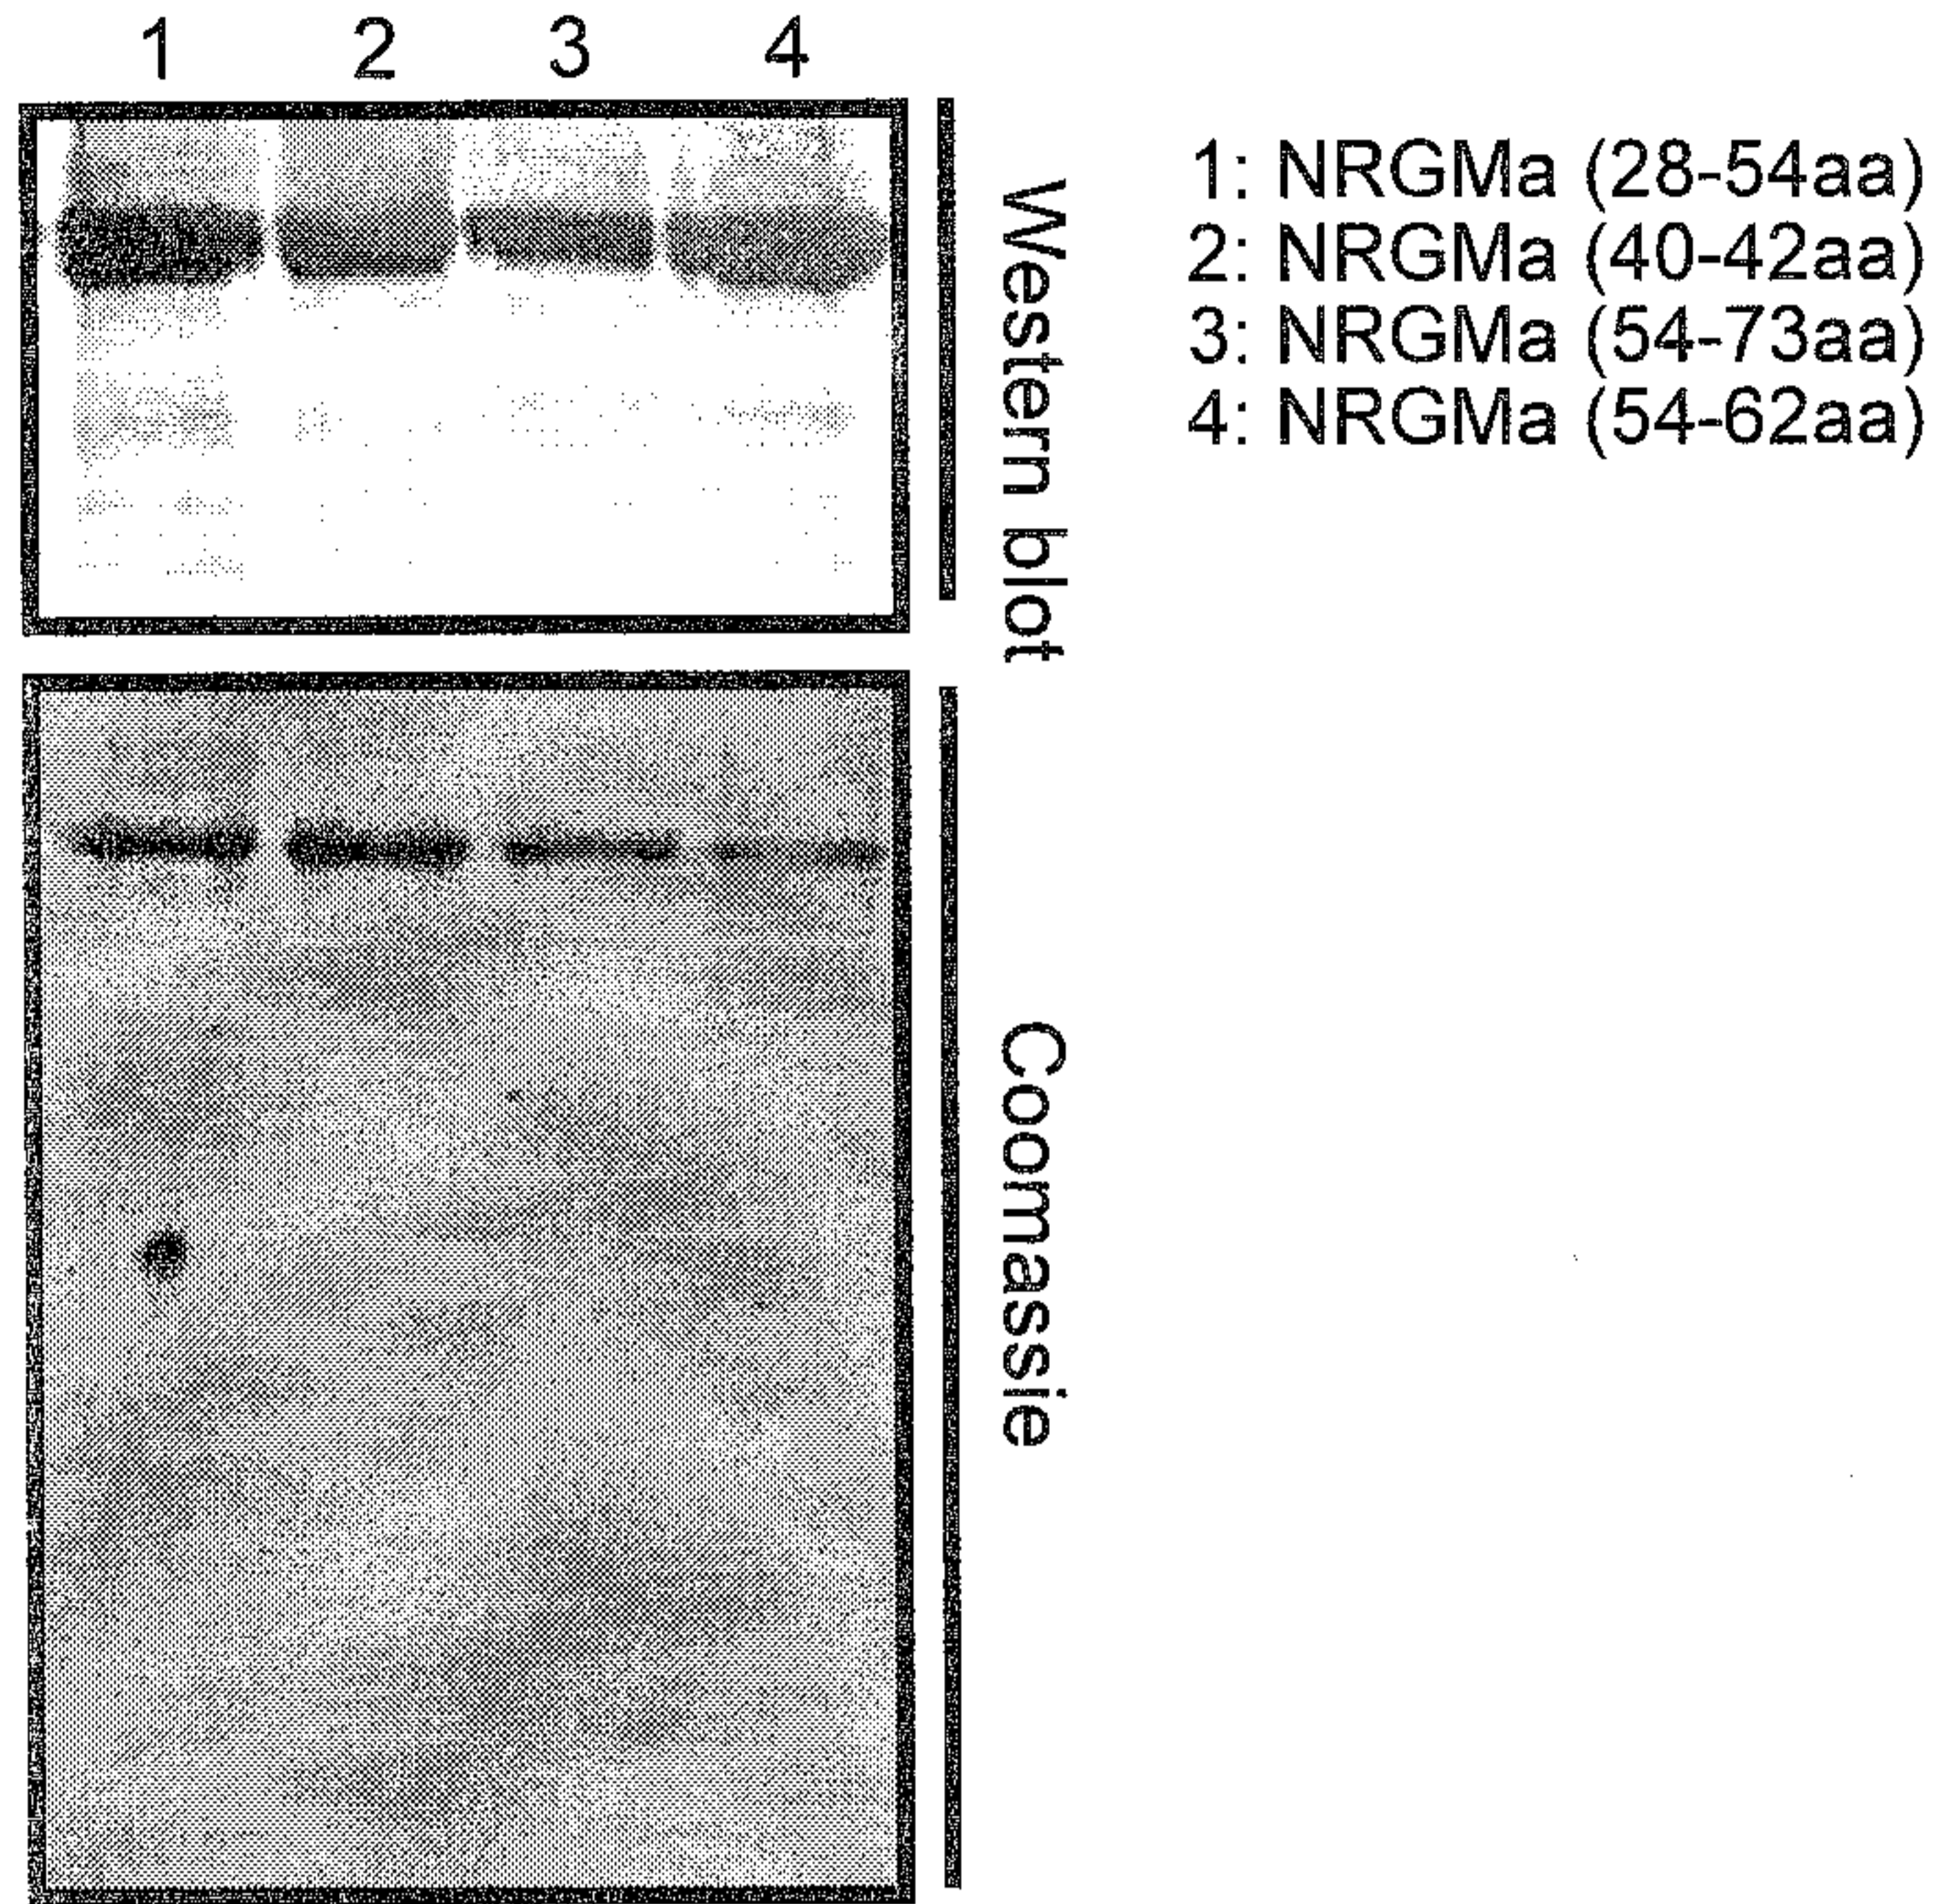 1 2 3 4
1: NRGMa (28-54aa)
2: NRGMa (40-42aa)
3: NRGMa (54-73aa)
4: NRGMa (54-62aa)
Western blot
Coomassie